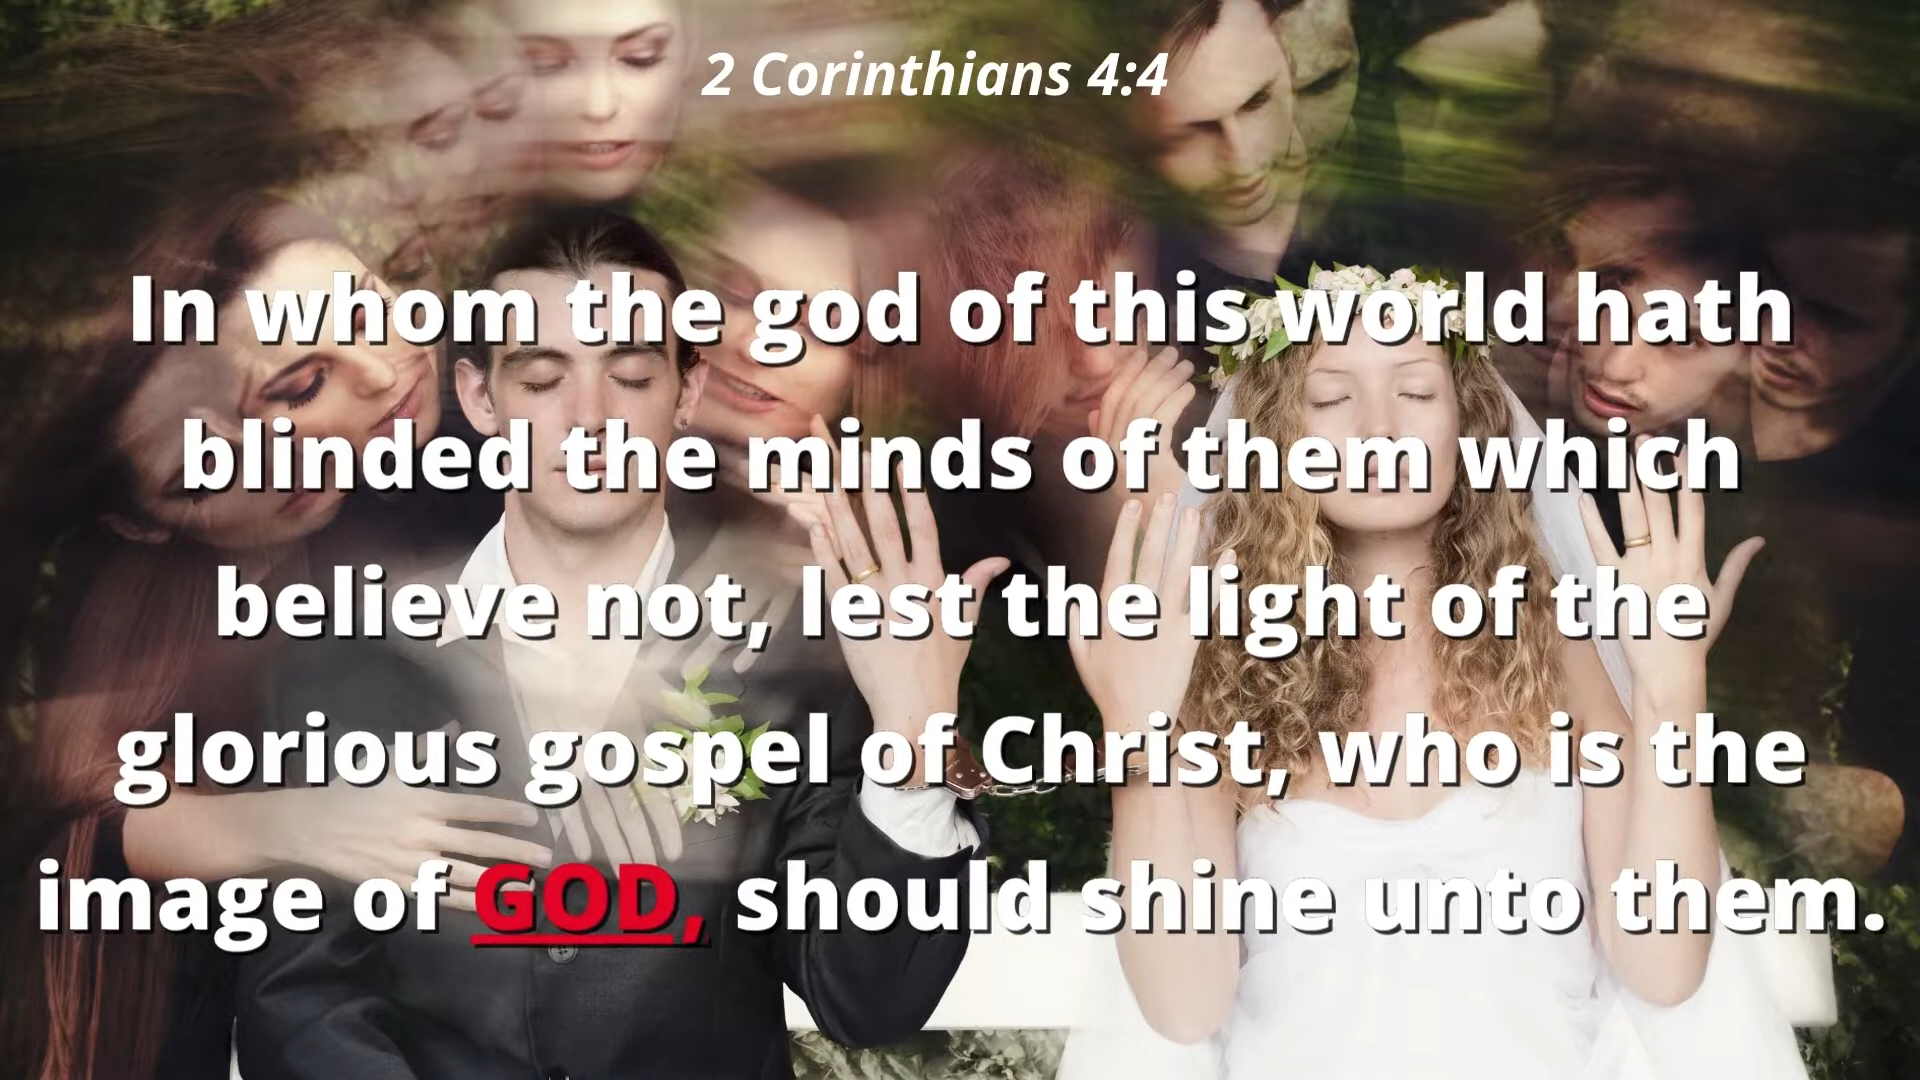 2 Corinthians 4:4
In whom the god of this world hath
blinded the minds of them which
believe not, lest the light of the
glorious gospel of Christ, who is the
image of GOD, should shine unto them.